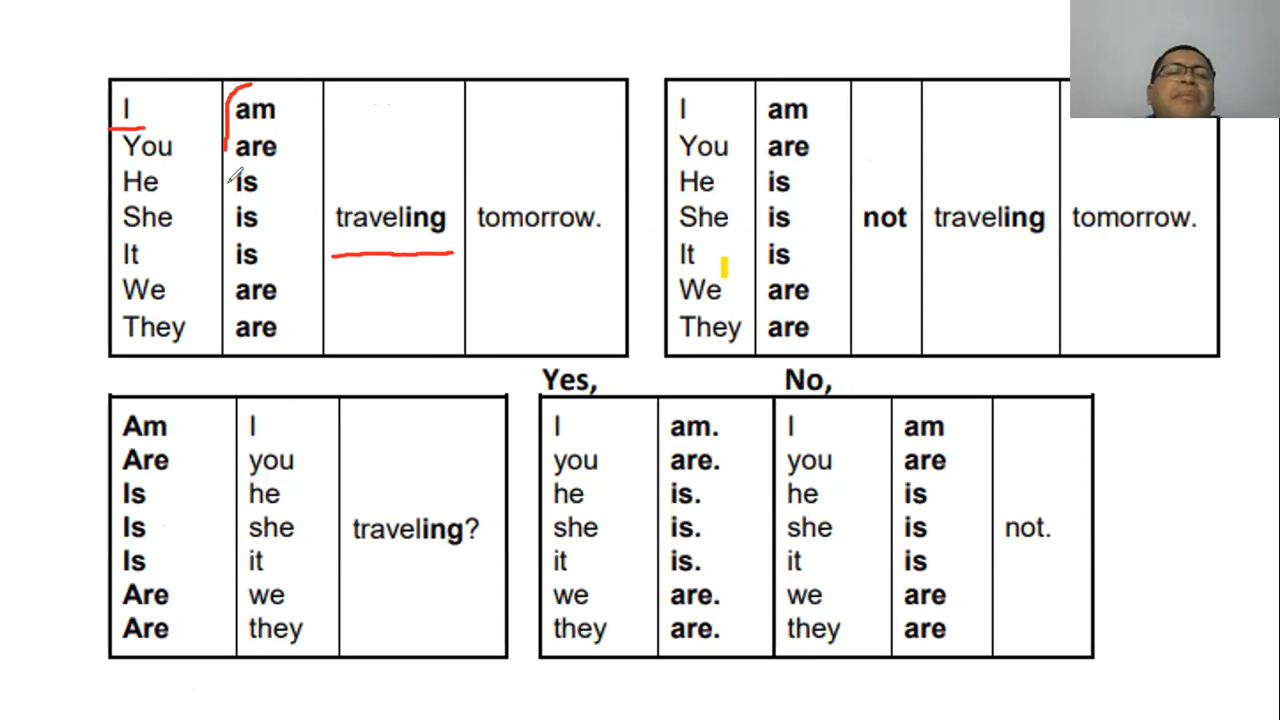 I am
You are
He is
She is traveling tomorrow.
It is
We are
They are
I am
You are
He is
She is not traveling tomorrow.
It is
We are
They are
Am I
Are you
Is he
Is she traveling?
Is it
Are we
Are they
Yes, No,
I am. I am
you are. you are
he is. he is
she is. she is not.
it is. it is
we are. we are
they are. they are